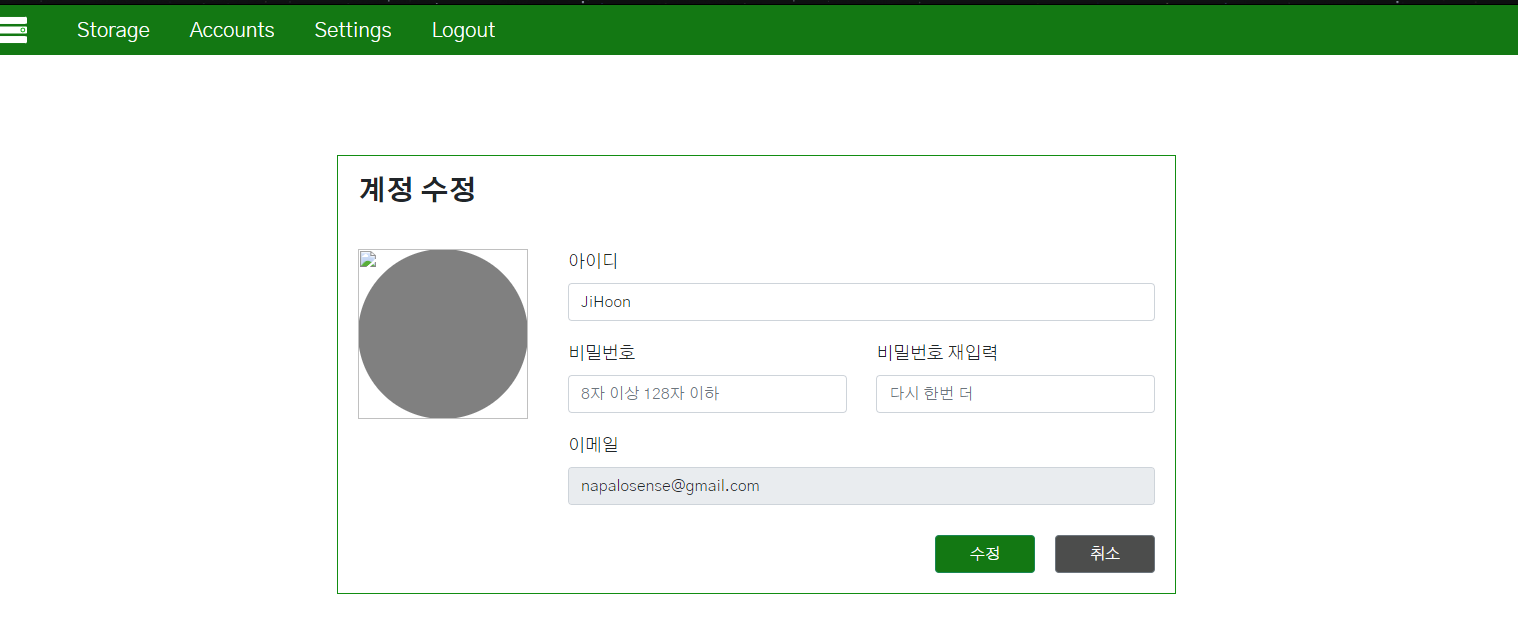 Storage Accounts Settings Logout
계정 수정
아이디
JiHoon
비밀번호 비밀번호 재입력
8자 이상 128자 이하 다시 한번 더
이메일
napalosense@gmail.com
수정 취소